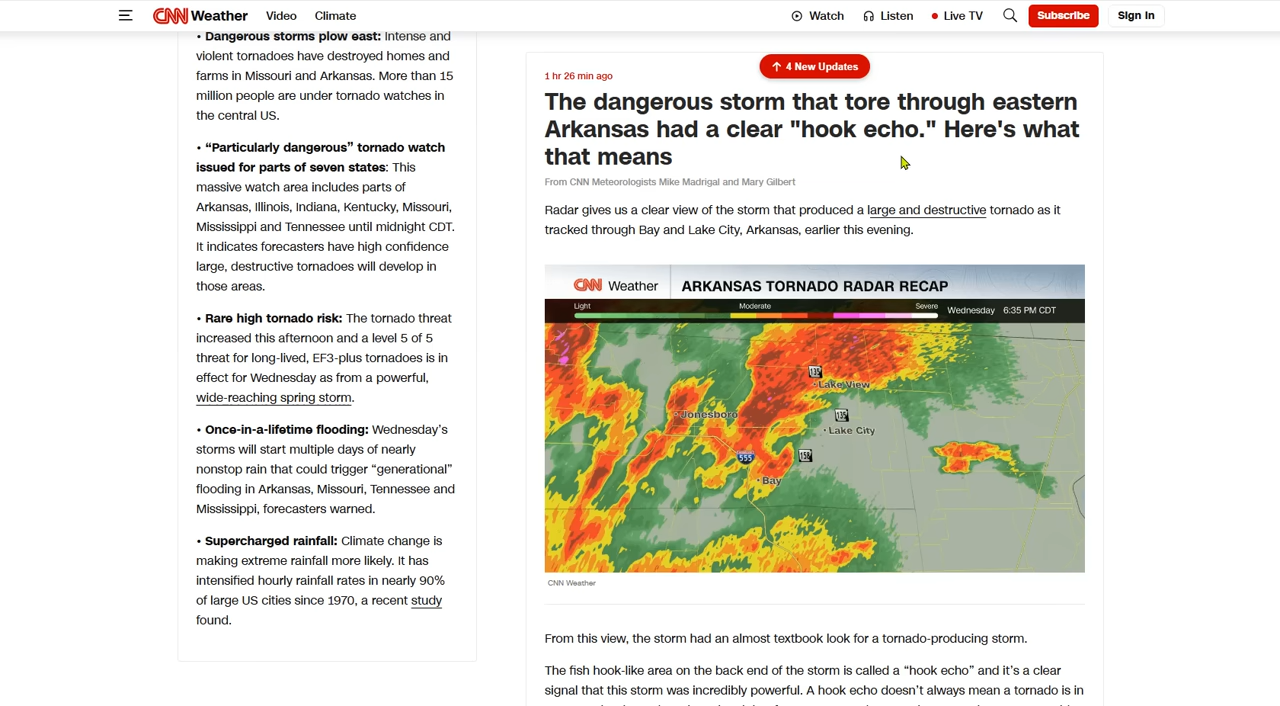 CNN Weather Video Climate Watch Listen Live TV Subscribe Sign in
• Dangerous storms plow east: Intense and
violent tornadoes have destroyed homes and
farms in Missouri and Arkansas. More than 15
million people are under tornado watches in
the central US.
• “Particularly dangerous” tornado watch
issued for parts of seven states: This
massive watch area includes parts of
Arkansas, Illinois, Indiana, Kentucky, Missouri,
Mississippi and Tennessee until midnight CDT.
It indicates forecasters have high confidence
large, destructive tornadoes will develop in
those areas.
• Rare high tornado risk: The tornado threat
increased this afternoon and a level 5 of 5
threat for long-lived, EF3-plus tornadoes is in
effect for Wednesday as from a powerful,
wide-reaching spring storm.
• Once-in-a-lifetime flooding: Wednesday’s
storms will start multiple days of nearly
nonstop rain that could trigger “generational”
flooding in Arkansas, Missouri, Tennessee and
Mississippi, forecasters warned.
• Supercharged rainfall: Climate change is
making extreme rainfall more likely. It has
intensified hourly rainfall rates in nearly 90%
of large US cities since 1970, a recent study
found.
4 New Updates
1 hr 26 min ago
The dangerous storm that tore through eastern
Arkansas had a clear "hook echo." Here's what
that means
From CNN Meteorologists Mike Madrigal and Mary Gilbert
Radar gives us a clear view of the storm that produced a large and destructive tornado as it
tracked through Bay and Lake City, Arkansas, earlier this evening.
CNN Weather ARKANSAS TORNADO RADAR RECAP
Light Moderate Severe Wednesday 6:35 PM CDT
135
Lake View
Jonesboro
135
Lake City
555
158
Bay
CNN Weather
From this view, the storm had an almost textbook look for a tornado-producing storm.
The fish hook-like area on the back end of the storm is called a “hook echo” and it’s a clear
signal that this storm was incredibly powerful. A hook echo doesn’t always mean a tornado is in